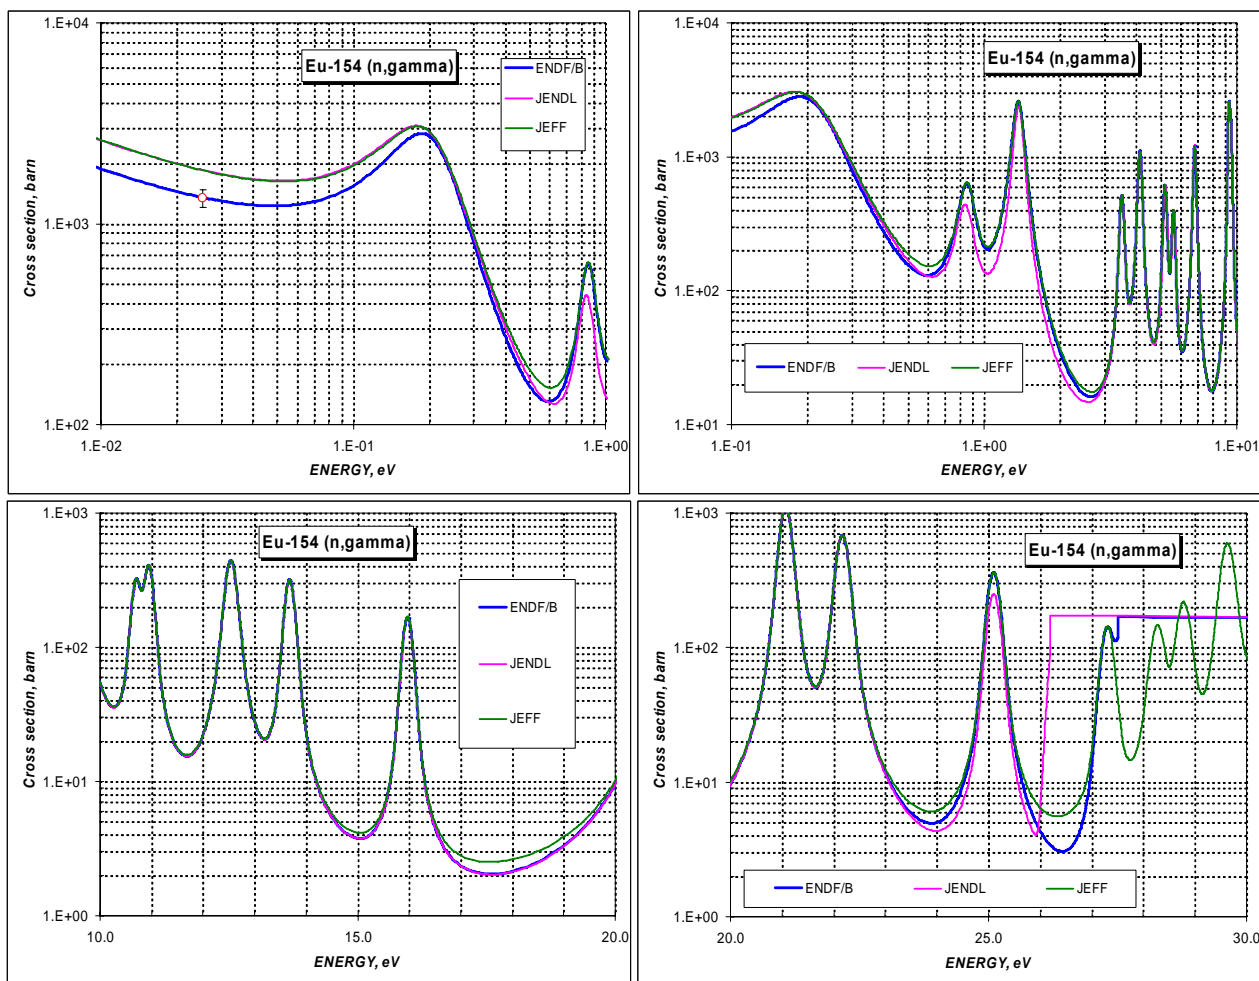 1.E+04
1.E+03
1.E+02
Cross section, barn
Eu-154 (n,gamma)
ENDF/B
JENDL
JEFF
1.E-02
1.E-01
1.E+00
ENERGY, eV
1.E+04
1.E+03
1.E+02
1.E+01
Cross section, barn
Eu-154 (n,gamma)
ENDF/B
JENDL
JEFF
1.E-01
1.E+00
1.E+01
ENERGY, eV
1.E+03
1.E+02
1.E+01
1.E+00
Cross section, barn
Eu-154 (n,gamma)
ENDF/B
JENDL
JEFF
10.0
15.0
20.0
ENERGY, eV
1.E+03
1.E+02
1.E+01
1.E+00
Cross section, barn
Eu-154 (n,gamma)
ENDF/B
JENDL
JEFF
20.0
25.0
30.0
ENERGY, eV